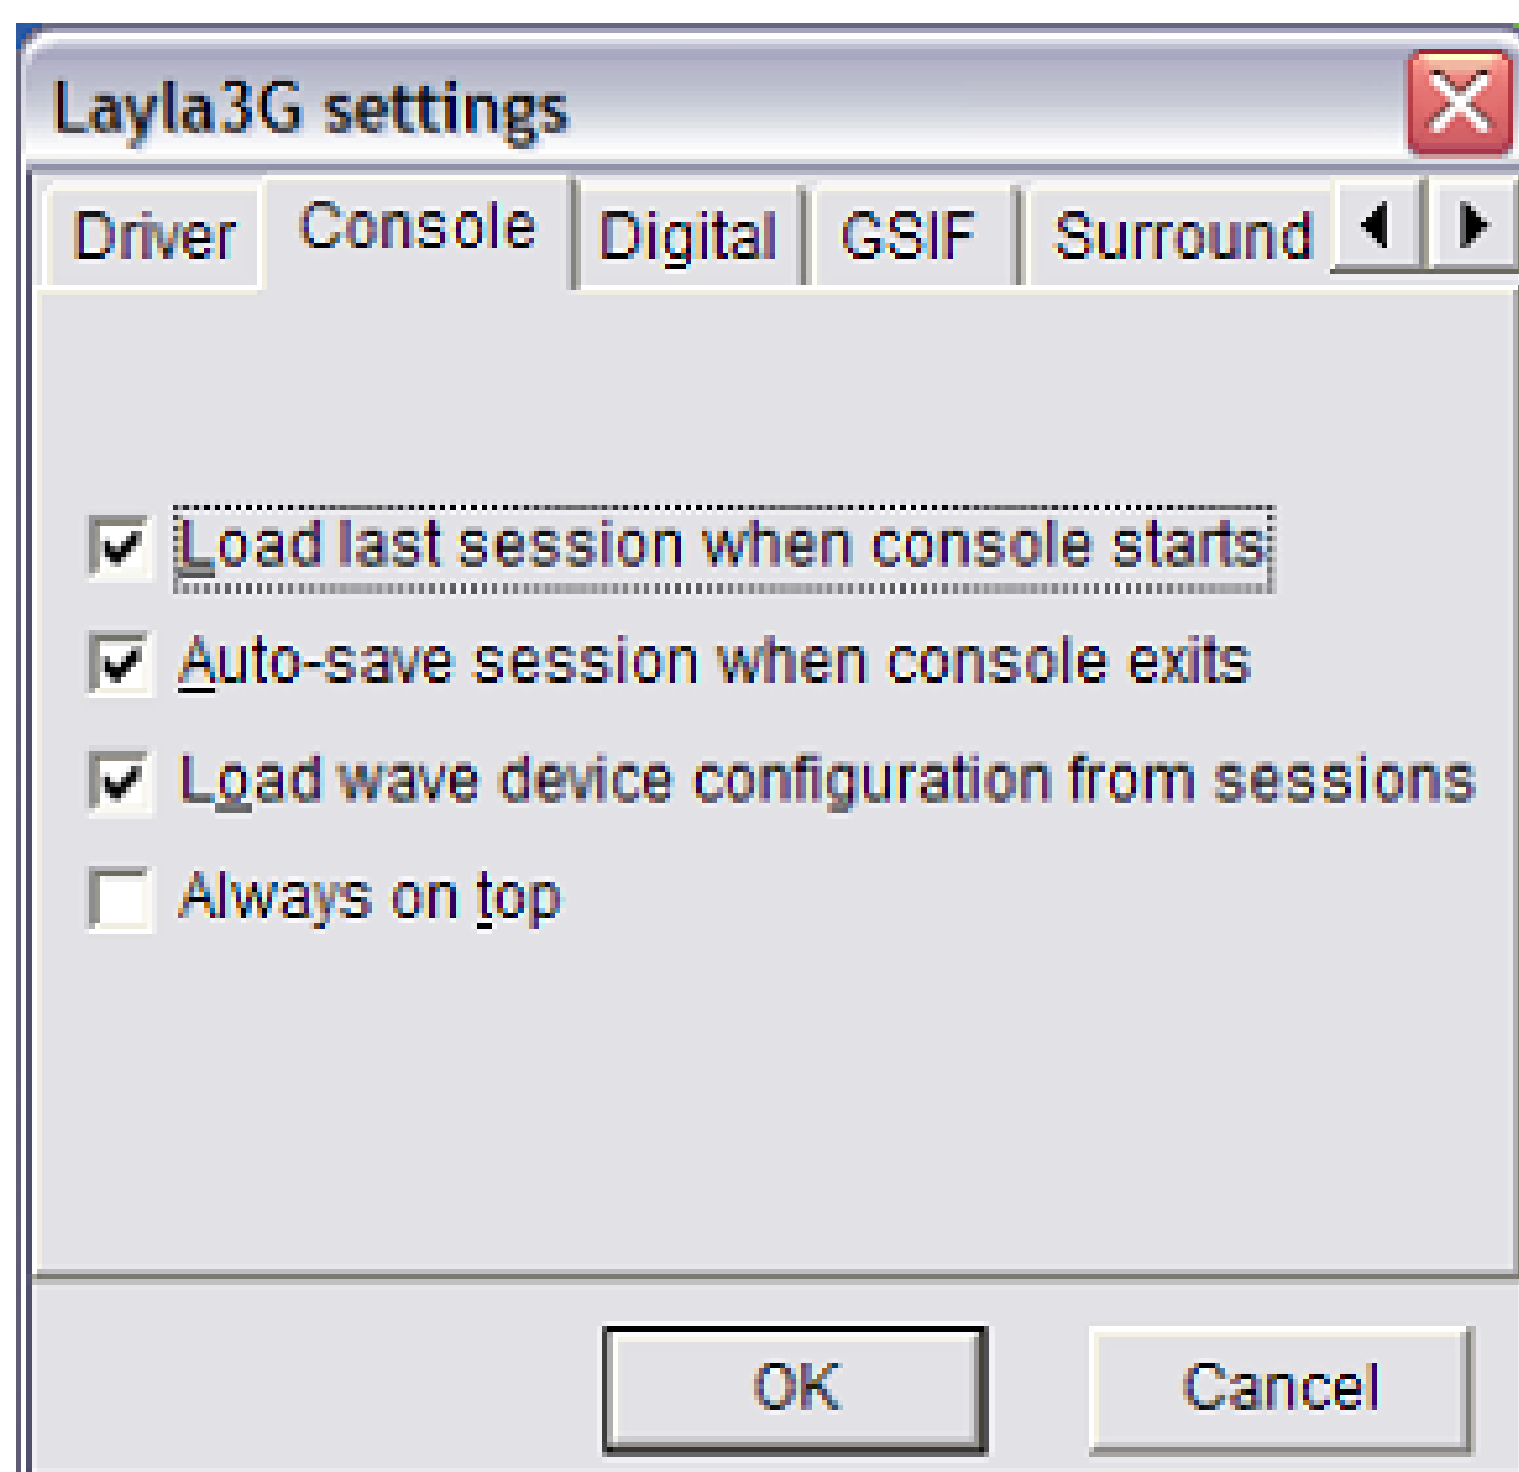 Layla3G settings
Driver Console Digital GSIF Surround
Load last session when console starts
Auto-save session when console exits
Load wave device configuration from sessions
Always on top
OK Cancel